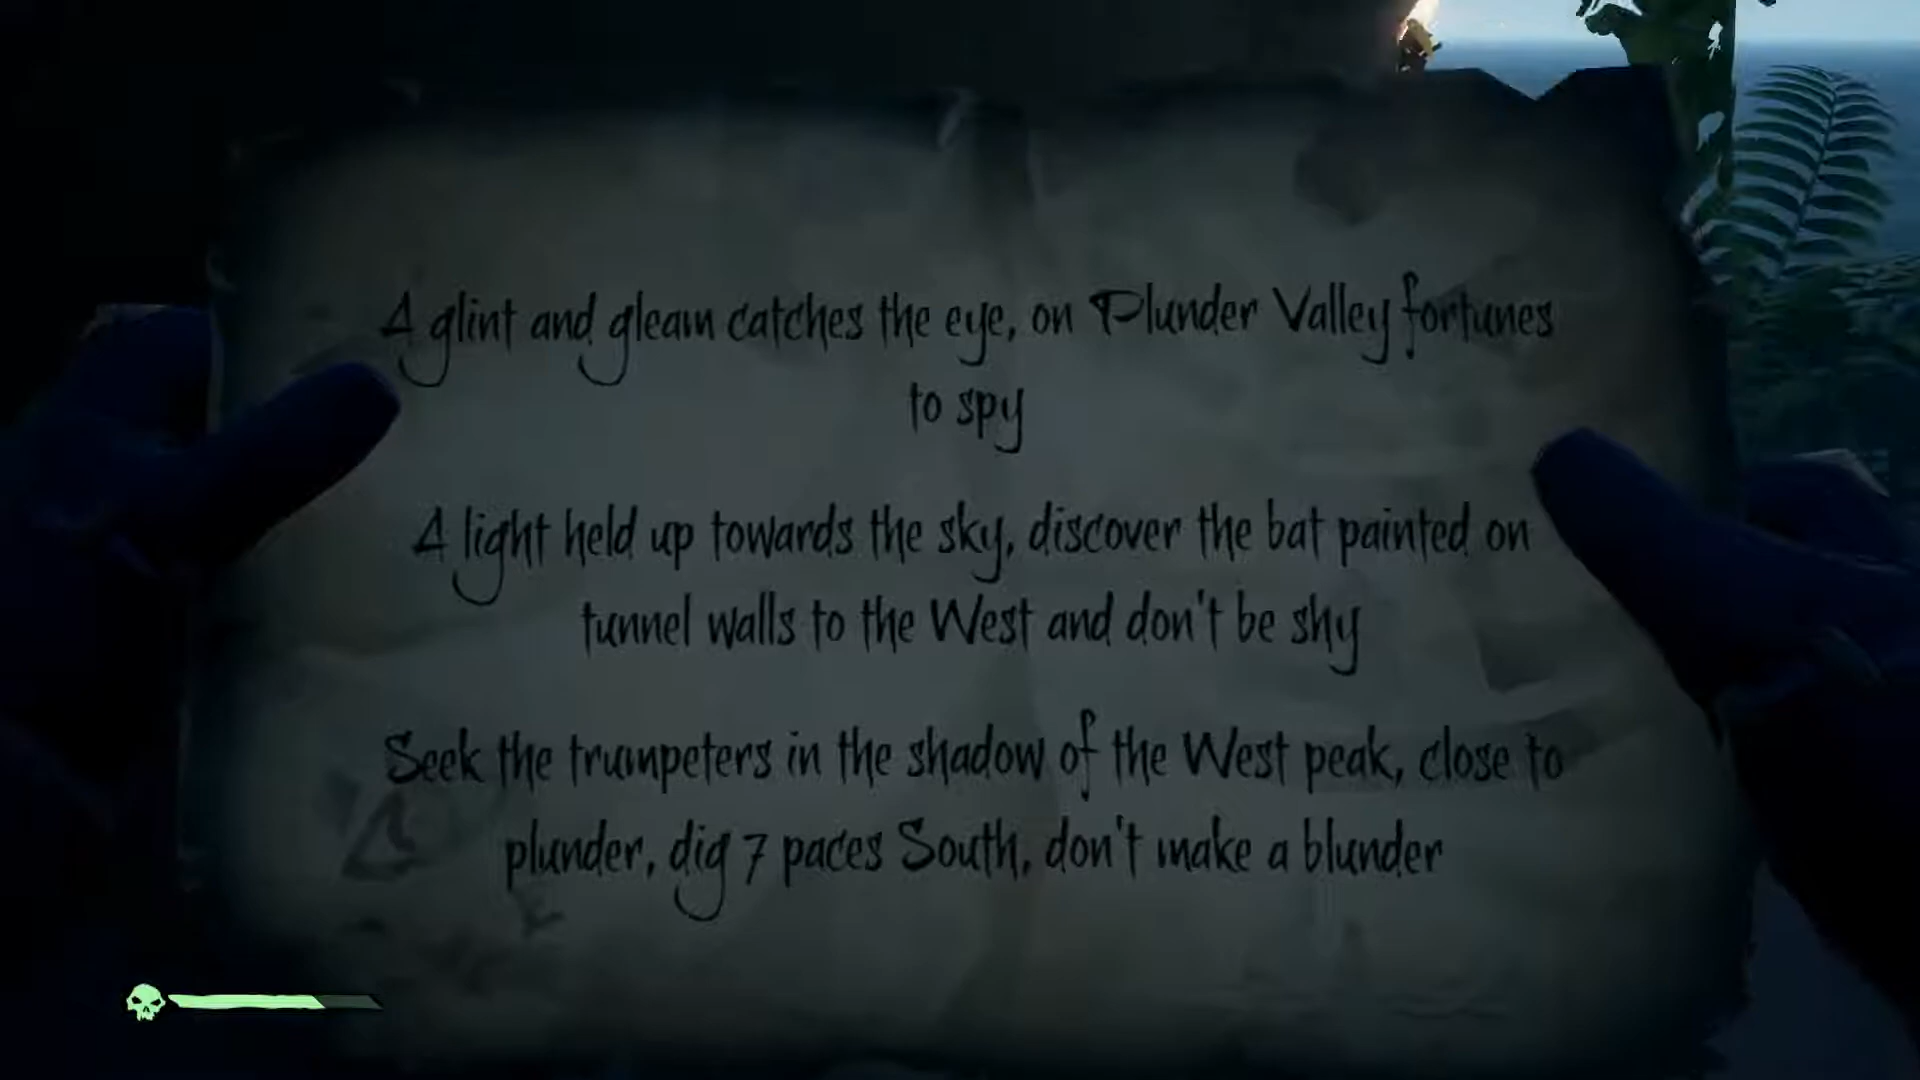 A glint and gleam catches the eye, on Plunder Valley fortunes
to spy
A light held up towards the sky, discover the bat painted on
tunnel walls to the West and don't be shy
Seek the trumpeters in the shadow of the West peak, close to
plunder, dig 7 paces South, don't make a blunder